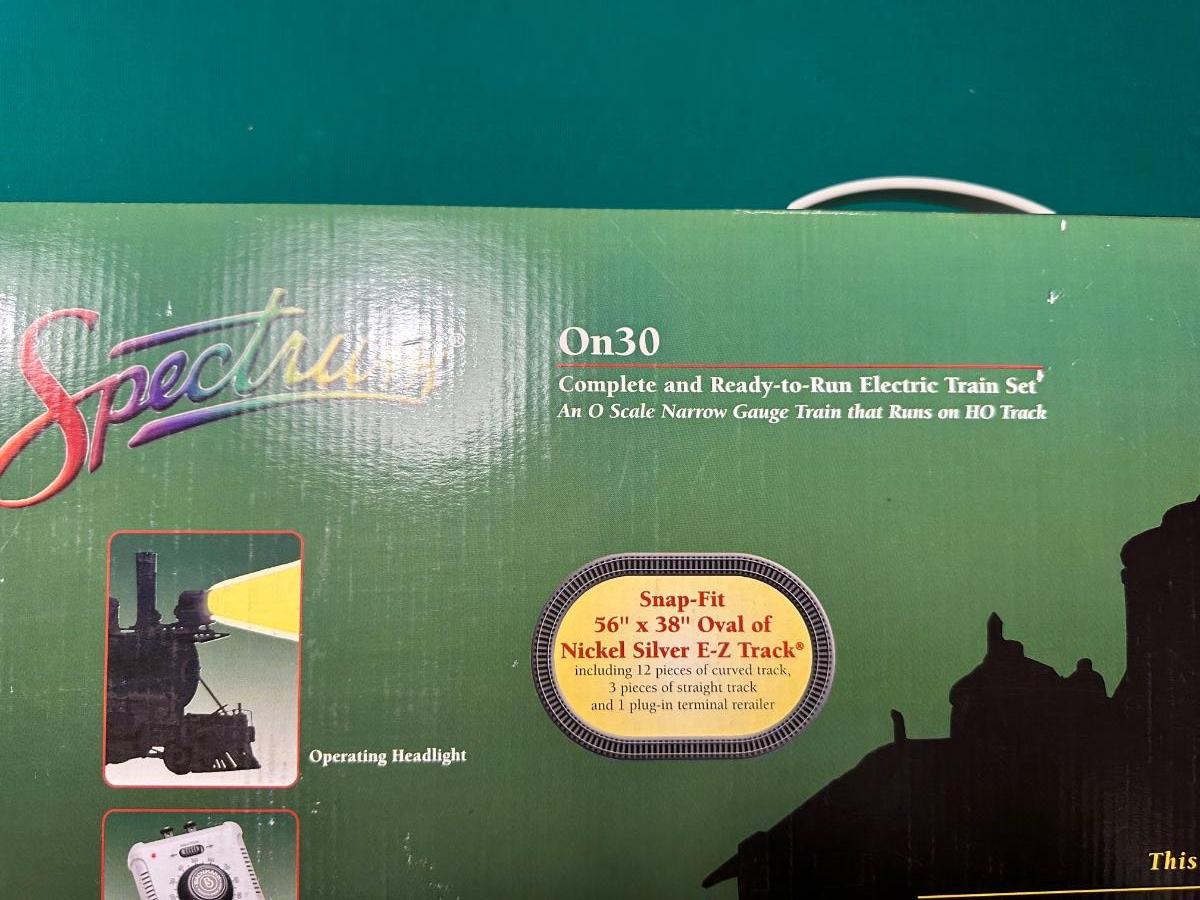 Spectrum®
On30
Complete and Ready-to-Run Electric Train Set
An O Scale Narrow Gauge Train that Runs on HO Track
Snap-Fit
56" x 38" Oval of
Nickel Silver E-Z Track®
including 12 pieces of curved track,
3 pieces of straight track
and 1 plug-in terminal rerailer
Operating Headlight
This